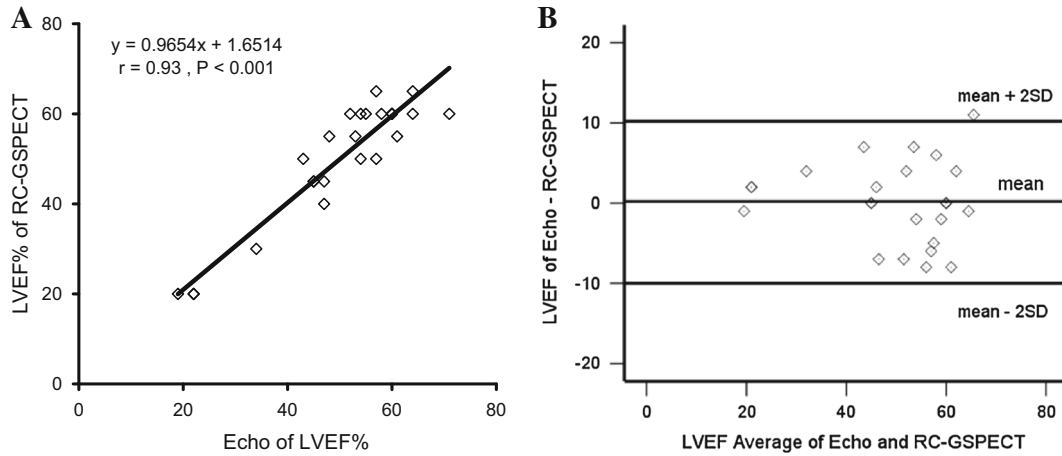 A
80
60
40
20
0
0 20 40 60 80
LVEF% of RC-GSPECT
Echo of LVEF%
y = 0.9654x + 1.6514
r = 0.93 , P < 0.001
B
20
10
0
-10
-20
0 20 40 60 80
LVEF of Echo - RC-GSPECT
LVEF Average of Echo and RC-GSPECT
mean + 2SD
mean
mean - 2SD